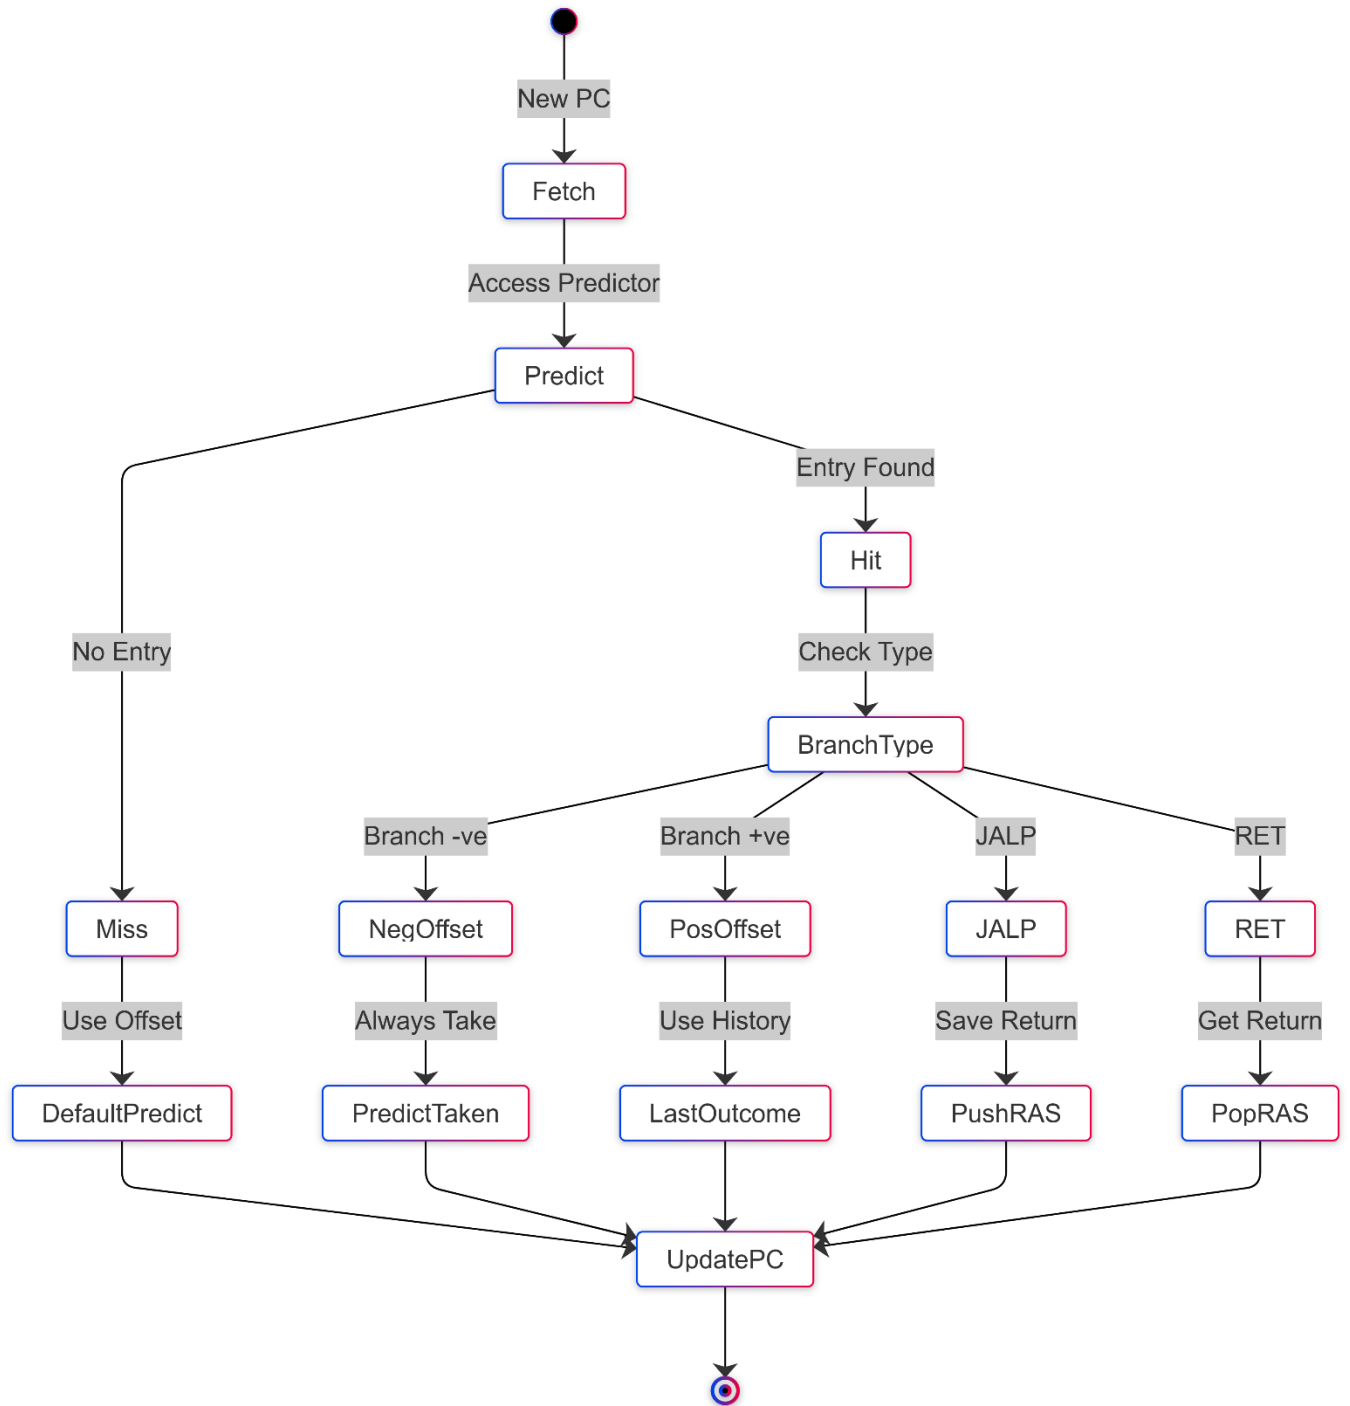 New PC
Fetch
Access Predictor
Predict
Entry Found
Hit
No Entry
Check Type
BranchType
Branch -ve
Branch +ve
JALP
RET
Miss
NegOffset
PosOffset
JALP
RET
Use Offset
Always Take
Use History
Save Return
Get Return
DefaultPredict
PredictTaken
LastOutcome
PushRAS
PopRAS
UpdatePC